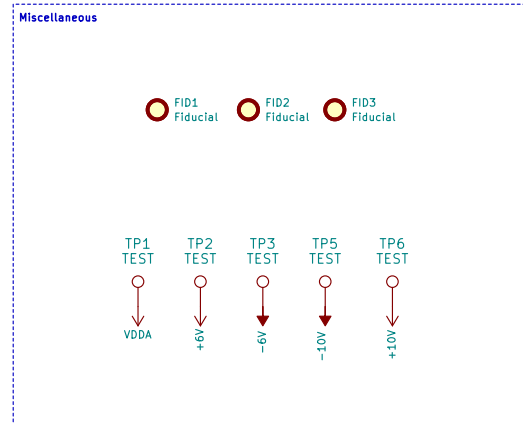 Miscellaneous
FID1
Fiducial
FID2
Fiducial
FID3
Fiducial
TP1
TEST
TP2
TEST
TP3
TEST
TP5
TEST
TP6
TEST
VDDA
+6V
-6V
-10V
+10V